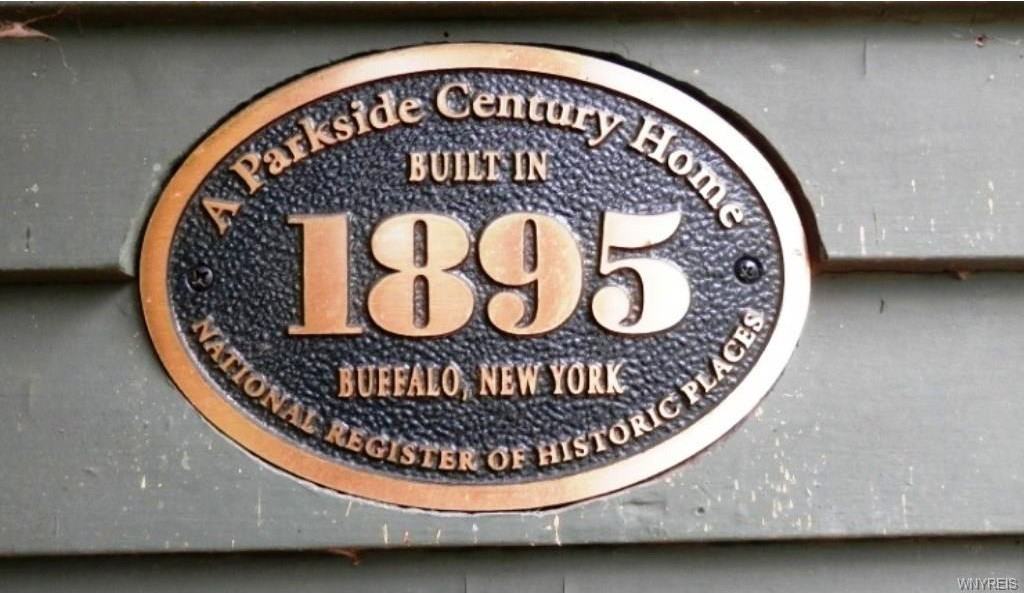 A Parkside Century Home
BUILT IN
1895
BUFFALO, NEW YORK
NATIONAL REGISTER OF HISTORIC PLACES
WNYREIS